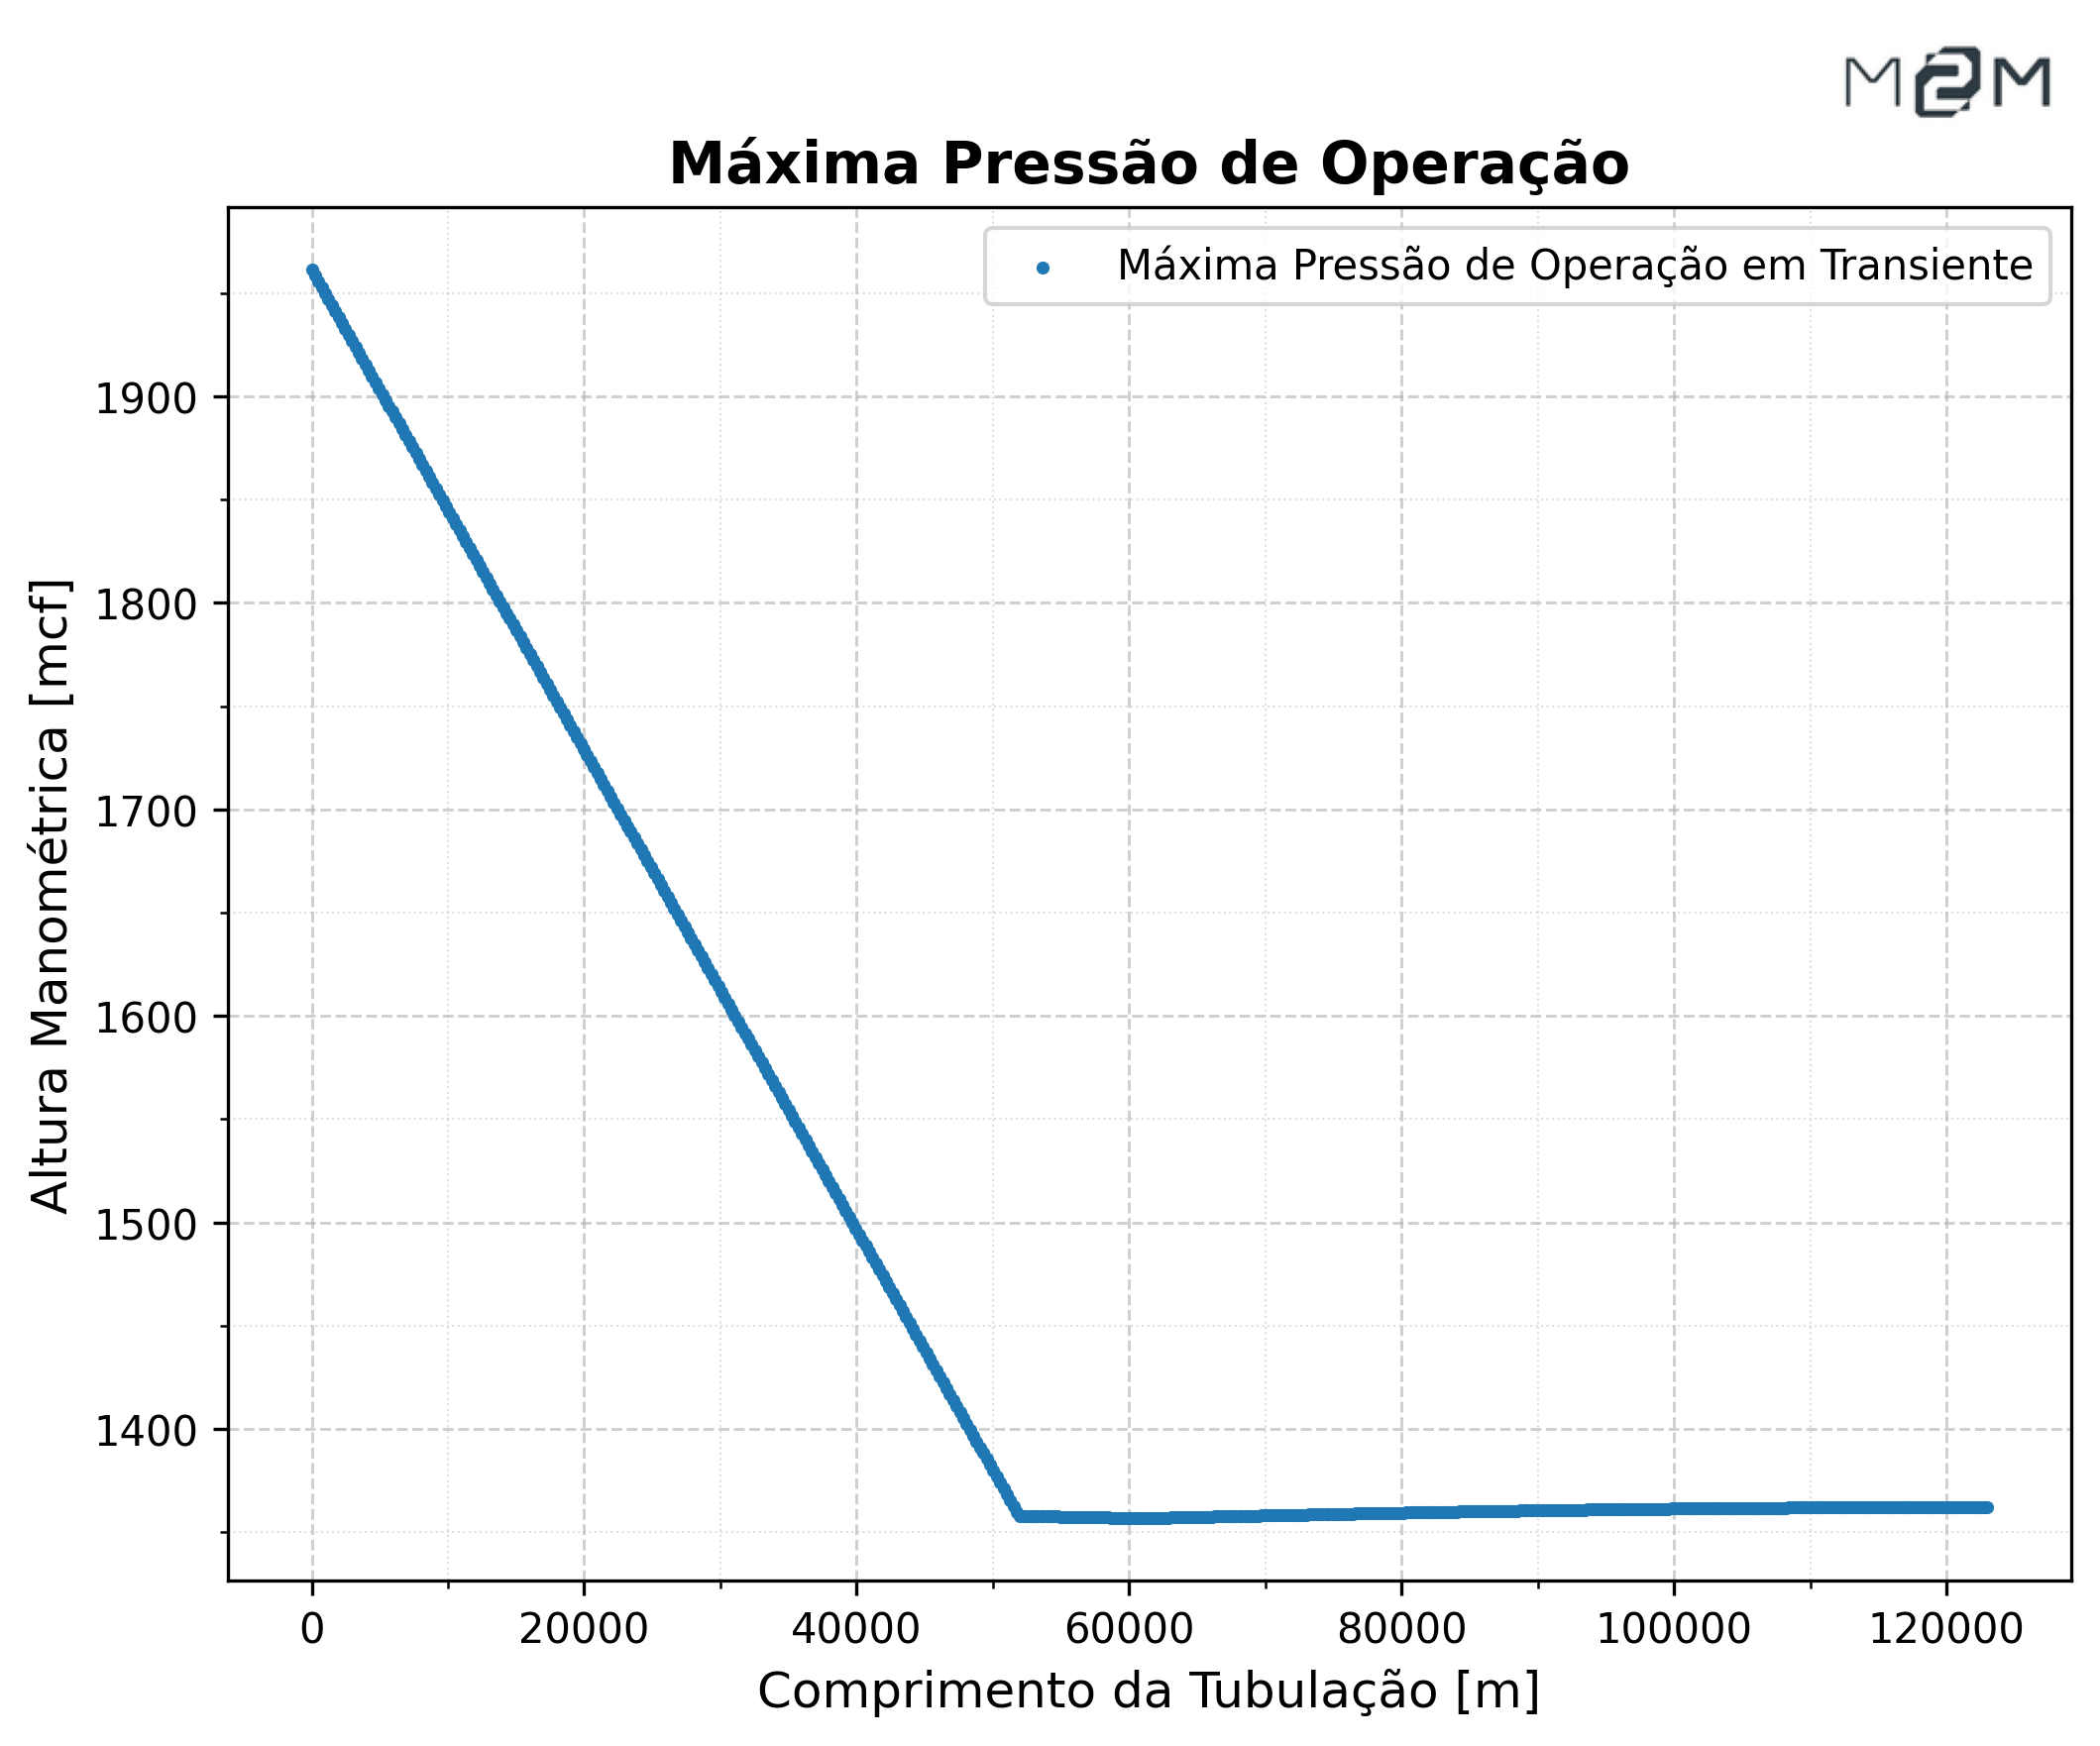 M2M
Máxima Pressão de Operação
Máxima Pressão de Operação em Transiente
Altura Manométrica [mcf]
1900
1800
1700
1600
1500
1400
0 20000 40000 60000 80000 100000 120000
Comprimento da Tubulação [m]